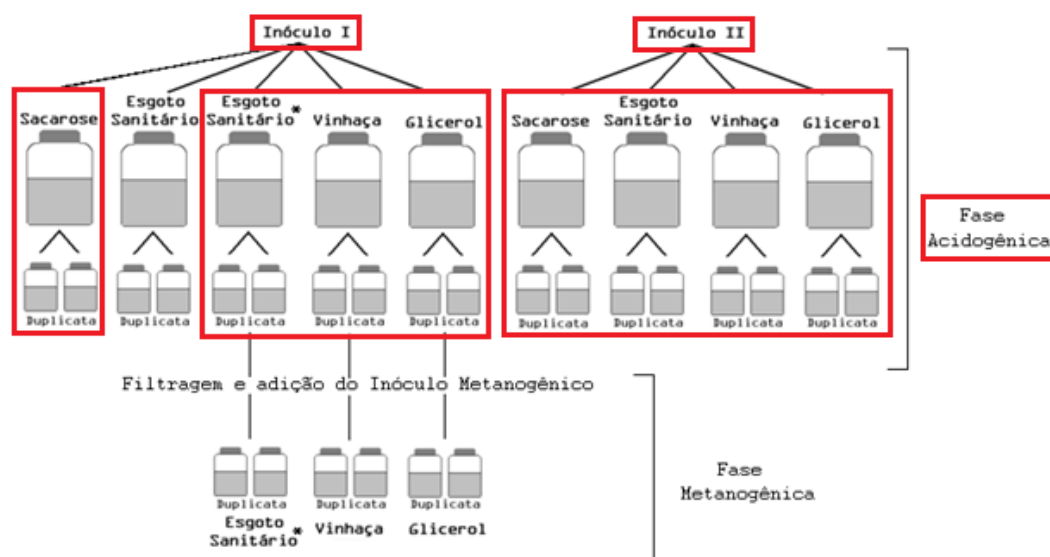 Inóculo I
Inóculo II
Sacarose
Esgoto
Sanitário
Esgoto
Sanitário*
Vinhaça
Glicerol
Sacarose
Esgoto
Sanitário
Vinhaça
Glicerol
Fase
Acidogênica
Duplicata
Duplicata
Duplicata
Duplicata
Duplicata
Duplicata
Duplicata
Duplicata
Duplicata
Filtragem e adição do Inóculo Metanogênico
Fase
Metanogênica
Duplicata
Duplicata
Duplicata
Esgoto
Sanitário*
Vinhaça
Glicerol